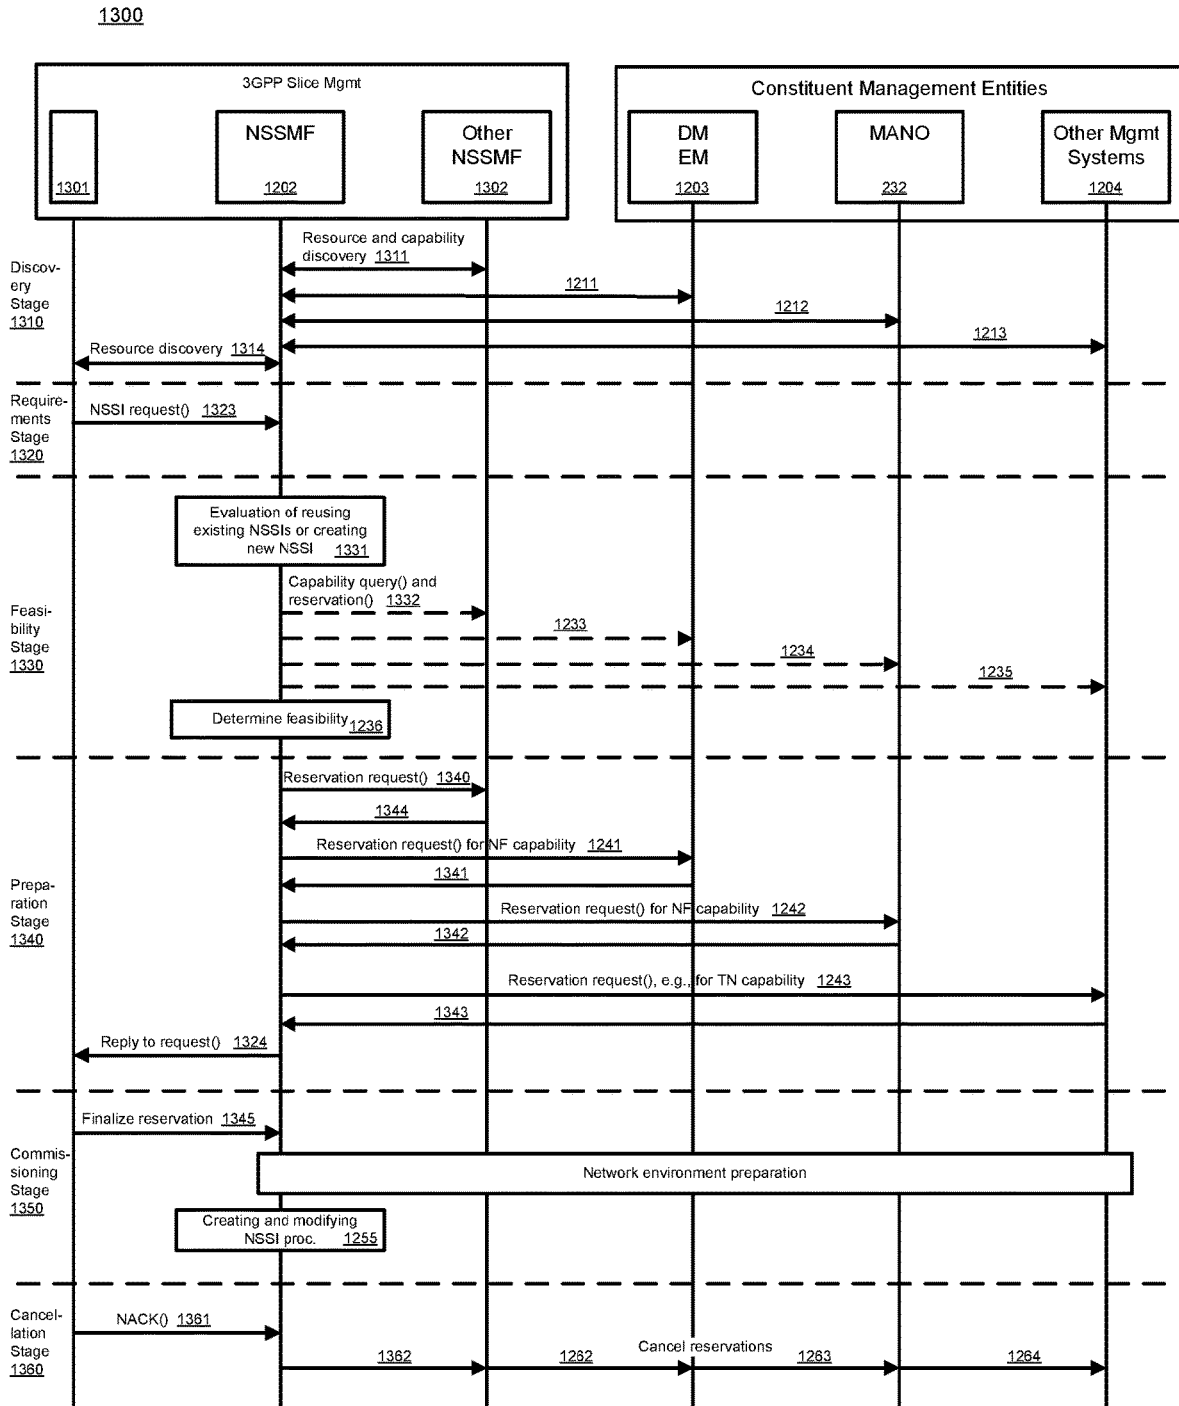 1300
3GPP Slice Mgmt
Constituent Management Entities
1301
NSSMF
1202
Other
NSSMF
1302
DM
EM
1203
MANO
232
Other Mgmt
Systems
1204
Discov-
ery
Stage
1310
Resource and capability
discovery 1311
1211
1212
1213
Resource discovery 1314
Require-
ments
Stage
1320
NSSI request() 1323
Feasi-
bility
Stage
1330
Evaluation of reusing
existing NSSIs or creating
new NSSI 1331
Capability query() and
reservation() 1332
1233
1234
1235
Determine feasibility 1236
Prepa-
ration
Stage
1340
Reservation request() 1340
1344
Reservation request() for NF capability 1241
1341
Reservation request() for NF capability 1242
1342
Reservation request(), e.g., for TN capability 1243
1343
Reply to request() 1324
Commis-
sioning
Stage
1350
Finalize reservation 1345
Network environment preparation
Creating and modifying
NSSI proc. 1255
Cancel-
lation
Stage
1360
NACK() 1361
Cancel reservations
1362
1262
1263
1264